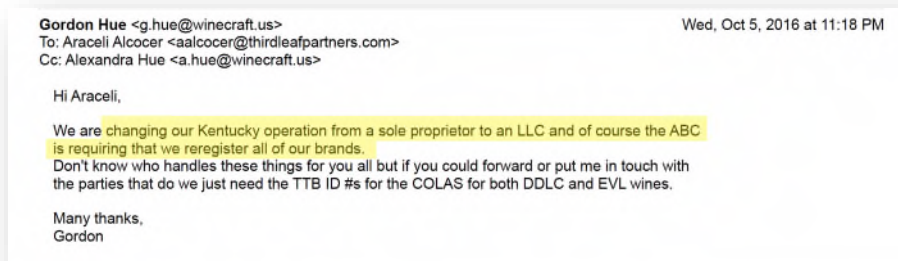 Gordon Hue <g.hue@winecraft.us> Wed, Oct 5, 2016 at 11:18 PM
To: Araceli Alcocer <aalcocer@thirdleafpartners.com>
Cc: Alexandra Hue <a.hue@winecraft.us>
Hi Araceli,
We are changing our Kentucky operation from a sole proprietor to an LLC and of course the ABC
is requiring that we reregister all of our brands.
Don't know who handles these things for you all but if you could forward or put me in touch with
the parties that do we just need the TTB ID #s for the COLAS for both DDLC and EVL wines.
Many thanks,
Gordon